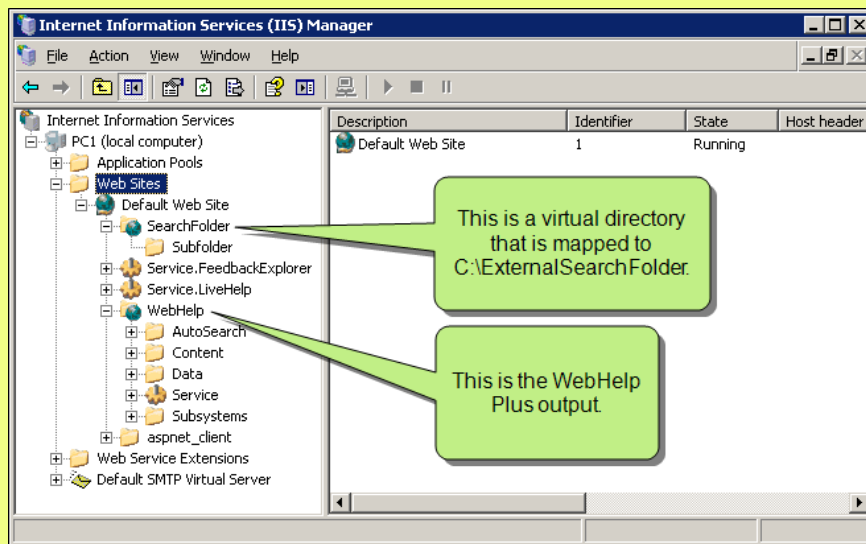 Internet Information Services (IIS) Manager
File Action View Window Help
Internet Information Services
PC1 (local computer)
Application Pools
Web Sites
Default Web Site
SearchFolder
Subfolder
Service.FeedbackExplorer
Service.LiveHelp
WebHelp
AutoSearch
Content
Data
Service
Subsystems
aspnet_client
Web Service Extensions
Default SMTP Virtual Server
Description Identifier State Host header
Default Web Site 1 Running
This is a virtual directory
that is mapped to
C:\ExternalSearchFolder.
This is the WebHelp
Plus output.